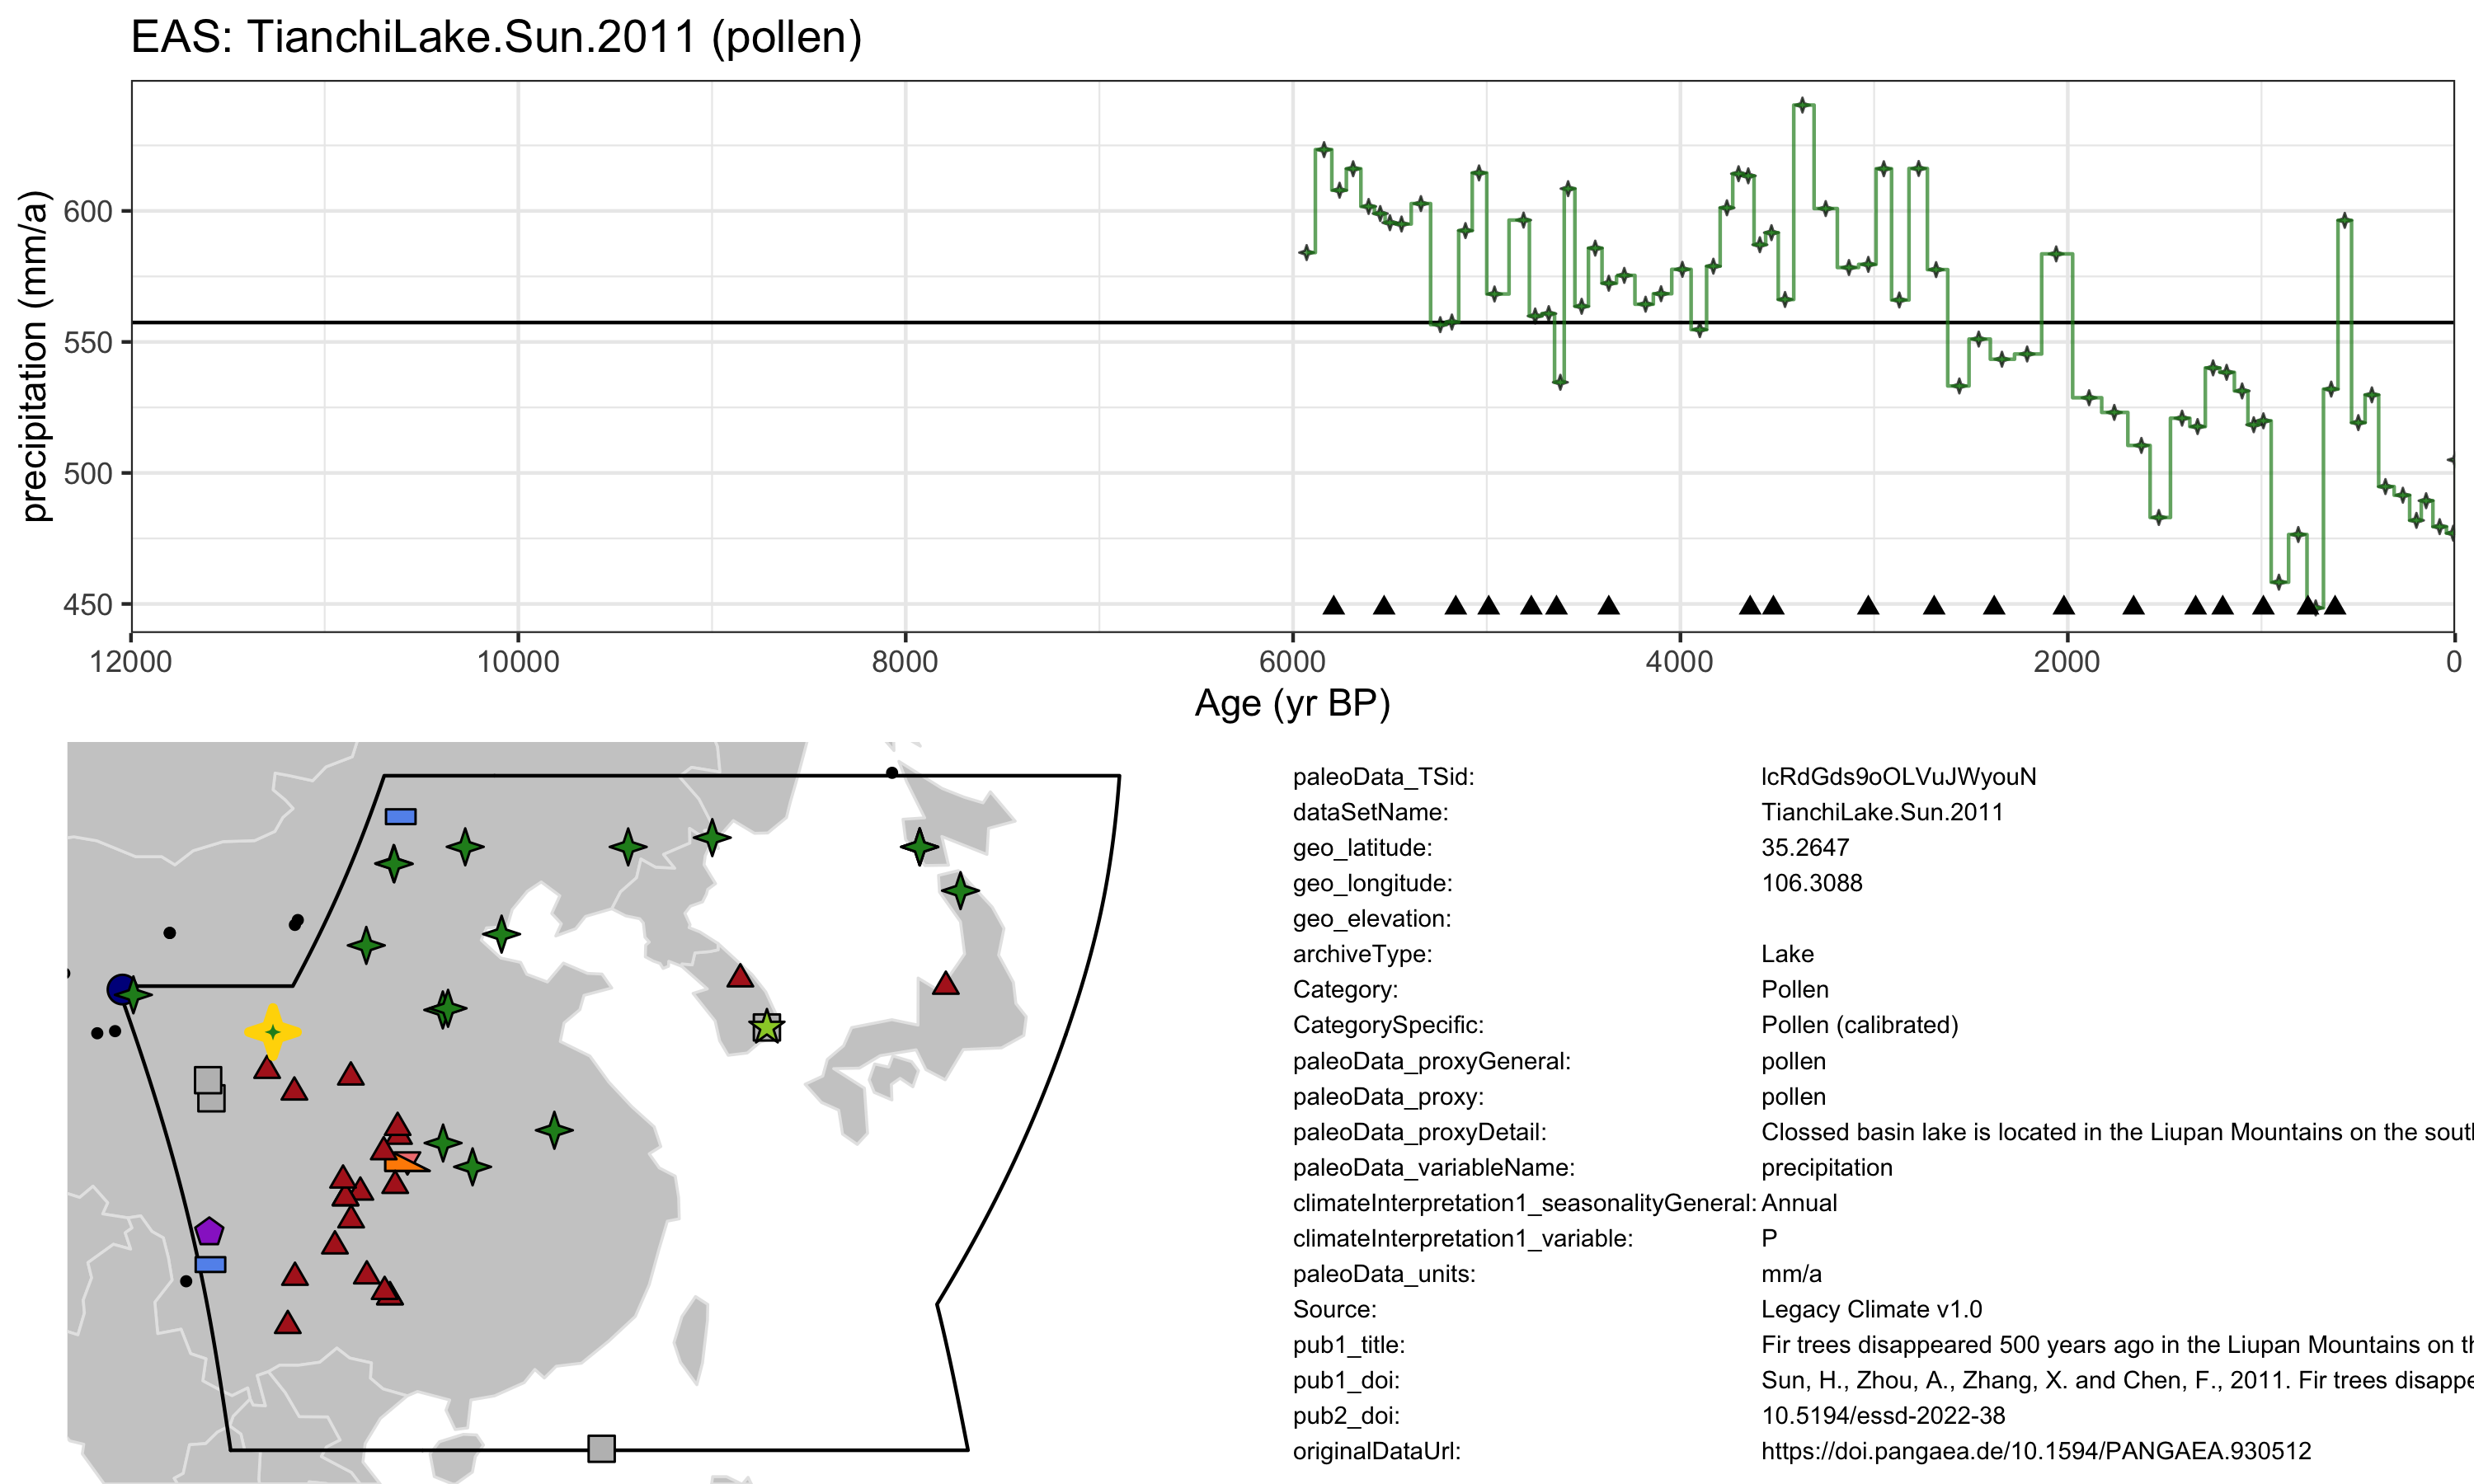 EAS: TianchiLake.Sun.2011 (pollen)
precipitation (mm/a)
600
550
500
450
12000 10000 8000 6000 4000 2000 0
Age (yr BP)
paleoData_TSid: lcRdGds9oOLVuJWyouN
dataSetName: TianchiLake.Sun.2011
geo_latitude: 35.2647
geo_longitude: 106.3088
geo_elevation:
archiveType: Lake
Category: Pollen
CategorySpecific: Pollen (calibrated)
paleoData_proxyGeneral: pollen
paleoData_proxy: pollen
paleoData_proxyDetail: Clossed basin lake is located in the Liupan Mountains on the
paleoData_variableName: precipitation
climateInterpretation1_seasonalityGeneral: Annual
climateInterpretation1_variable: P
paleoData_units: mm/a
Source: Legacy Climate v1.0
pub1_title: Fir trees disappeared 500 years ago in the Liupan Mountains on
pub1_doi: Sun, H., Zhou, A., Zhang, X. and Chen, F., 2011. Fir trees
pub2_doi: 10.5194/essd-2022-38
originalDataUrl: https://doi.pangaea.de/10.1594/PANGAEA.930512